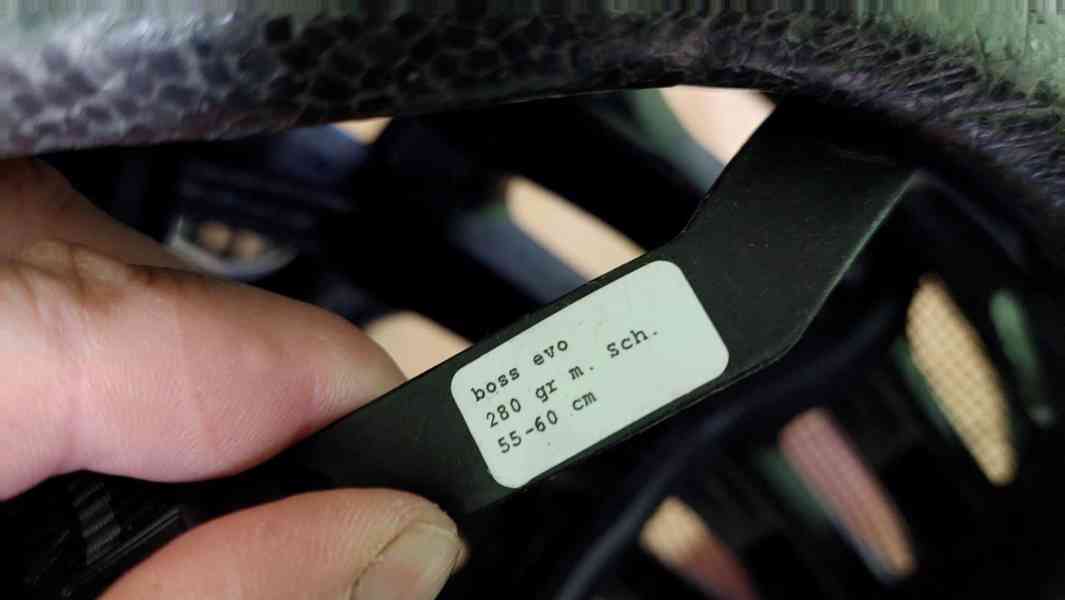 boss evo
280 gr m. Sch.
55-60 cm